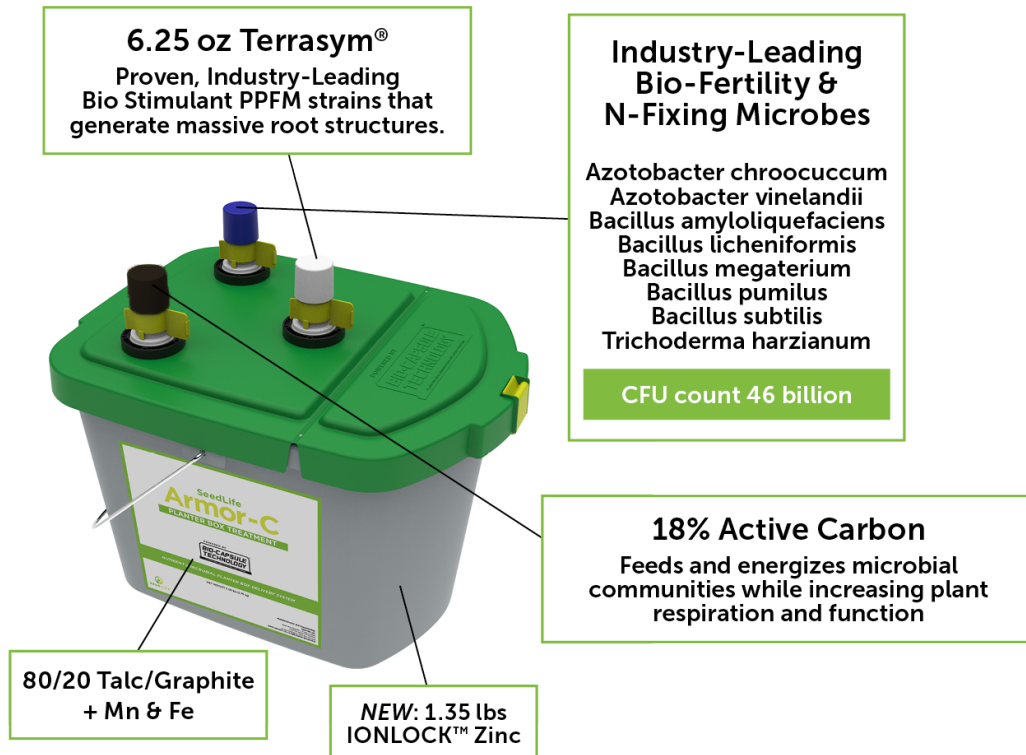 6.25 oz Terrasym®
Proven, Industry-Leading
Bio Stimulant PPFM strains that
generate massive root structures.
Industry-Leading
Bio-Fertility &
N-Fixing Microbes
Azotobacter chroocuccum
Azotobacter vinelandii
Bacillus amyloliquefaciens
Bacillus licheniformis
Bacillus megaterium
Bacillus pumilus
Bacillus subtilis
Trichoderma harzianum
CFU count 46 billion
BIO-CAPSULE
TECHNOLOGY
SeedLife
Armor-C
PLANTER BOX TREATMENT
BIO-CAPSULE
TECHNOLOGY
18% Active Carbon
Feeds and energizes microbial
communities while increasing plant
respiration and function
80/20 Talc/Graphite
+ Mn & Fe
NEW: 1.35 lbs
IONLOCK™ Zinc